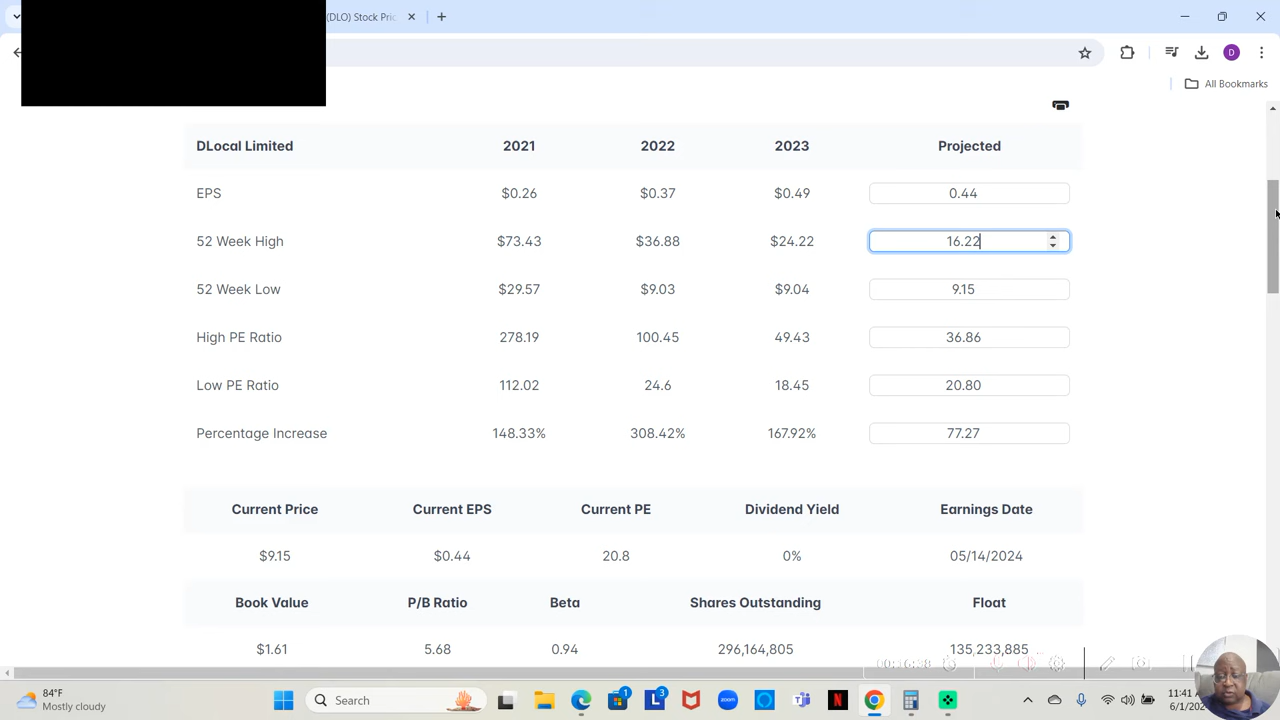 (DLO) Stock Pric
D
All Bookmarks
DLocal Limited 2021 2022 2023 Projected
EPS $0.26 $0.37 $0.49 0.44
52 Week High $73.43 $36.88 $24.22 16.22
52 Week Low $29.57 $9.03 $9.04 9.15
High PE Ratio 278.19 100.45 49.43 36.86
Low PE Ratio 112.02 24.6 18.45 20.80
Percentage Increase 148.33% 308.42% 167.92% 77.27
Current Price Current EPS Current PE Dividend Yield Earnings Date
$9.15 $0.44 20.8 0% 05/14/2024
Book Value P/B Ratio Beta Shares Outstanding Float
$1.61 5.68 0.94 296,164,805 135,233,885
84°F
Mostly cloudy
Search
1
3
zoom
N
11:41 A
6/1/202